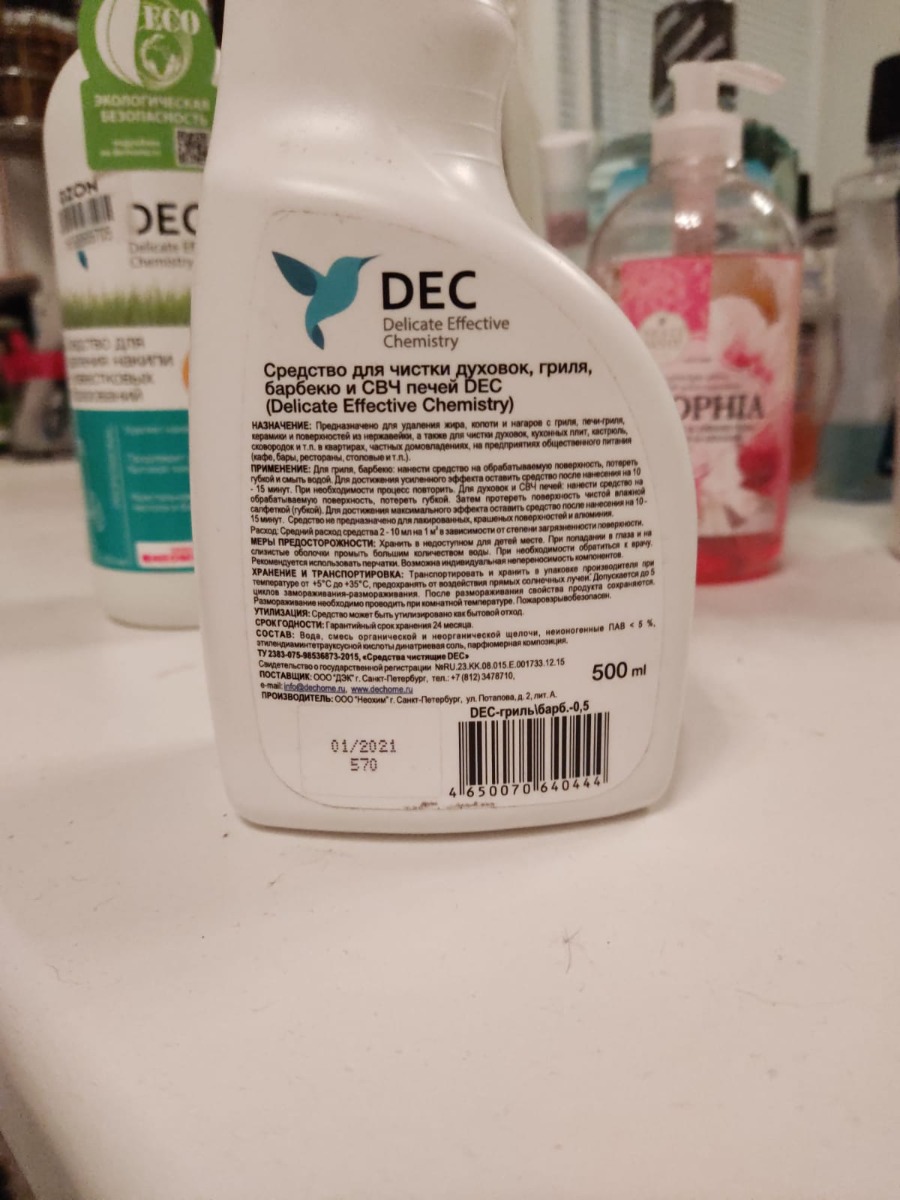 ECO
ЭКОЛОГИЧЕСКАЯ
БЕЗОПАСНОСТЬ
OZON
DEC
Delicate Ef
Chemistry
DEC
Delicate Effective
Chemistry
Средство для чистки духовок, гриля,
барбекю и СВЧ печей DEC
(Delicate Effective Chemistry)
НАЗНАЧЕНИЕ: Предназначено для удаления жира, копоти и нагаров с гриля, печи-гриля,
керамики и поверхностей из нержавейки, а также для чистки духовок, кухонных плит, кастрюль,
сковородок и т.п. в квартирах, частных домовладениях, на предприятиях общественного питания
(кафе, бары, рестораны, столовые и т.п.).
ПРИМЕНЕНИЕ: Для гриля, барбекю: нанести средство на обрабатываемую поверхность, потереть
губкой и смыть водой. Для достижения усиленного эффекта оставить средство после нанесения на 10
- 15 минут. При необходимости процесс повторить. Для духовок и СВЧ печей: нанести средство на
обрабатываемую поверхность, потереть губкой. Затем протереть поверхность чистой влажной
салфеткой (губкой). Для достижения максимального эффекта оставить средство после нанесения на 10 -
15 минут. Средство не предназначено для лакированных, крашеных поверхностей и алюминия.
Расход: Средний расход средства 2 - 10 мл на 1 м² в зависимости от степени загрязненности поверхности.
МЕРЫ ПРЕДОСТОРОЖНОСТИ: Хранить в недоступном для детей месте. При попадании в глаза и на
слизистые оболочки промыть большим количеством воды. При необходимости обратиться к врачу.
Рекомендуется использовать перчатки. Возможна индивидуальная непереносимость компонентов.
ХРАНЕНИЕ И ТРАНСПОРТИРОВКА: Транспортировать и хранить в упаковке производителя при
температуре от +5°С до +35°С, предохранять от воздействия прямых солнечных лучей. Допускается до 5
циклов замораживания-размораживания. После размораживания свойства продукта сохраняются.
Размораживание необходимо проводить при комнатной температуре. Пожаровзрывобезопасен.
УТИЛИЗАЦИЯ: Средство может быть утилизировано как бытовой отход.
СРОК ГОДНОСТИ: Гарантийный срок хранения 24 месяца.
СОСТАВ: Вода, смесь органической и неорганической щелочи, неионогенные ПАВ < 5 %,
этилендиаминтетрауксусной кислоты динатриевая соль, парфюмерная композиция.
ТУ 2383-075-98536873-2015, «Средства чистящие DEC»
Свидетельство о государственной регистрации №RU.23.КК.08.015.Е.001733.12.15
ПОСТАВЩИК: ООО "ДЭК" г. Санкт-Петербург, тел.: +7 (812) 3478710,
e-mail: info@dechome.ru, www.dechome.ru
ПРОИЗВОДИТЕЛЬ: ООО "Неохим" г. Санкт-Петербург, ул. Потапова, д. 2, лит. А.
500 ml
DEC-гриль\барб.-0,5
01/2021
570
4 650070 640444
OPHIA